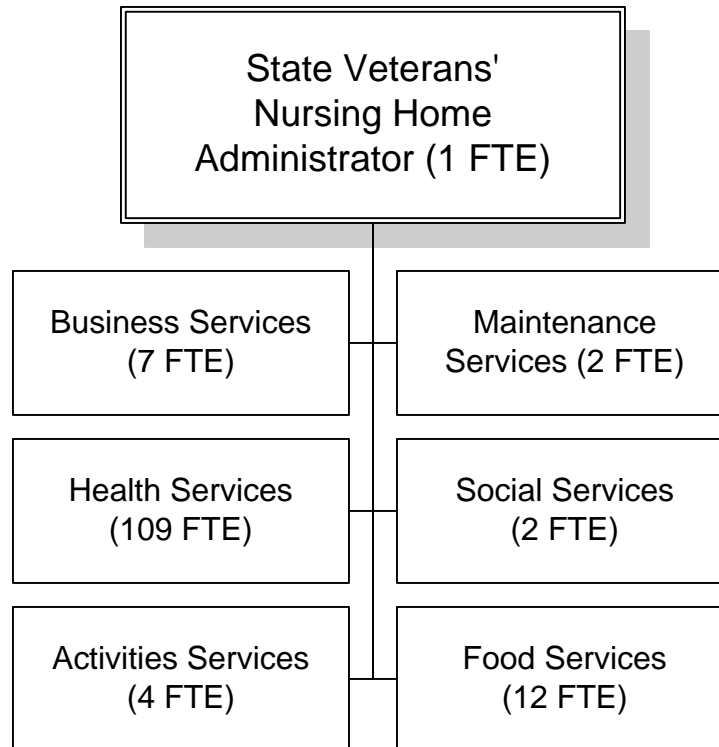 State Veterans'
Nursing Home
Administrator (1 FTE)
Business Services
(7 FTE)
Maintenance
Services (2 FTE)
Health Services
(109 FTE)
Social Services
(2 FTE)
Activities Services
(4 FTE)
Food Services
(12 FTE)